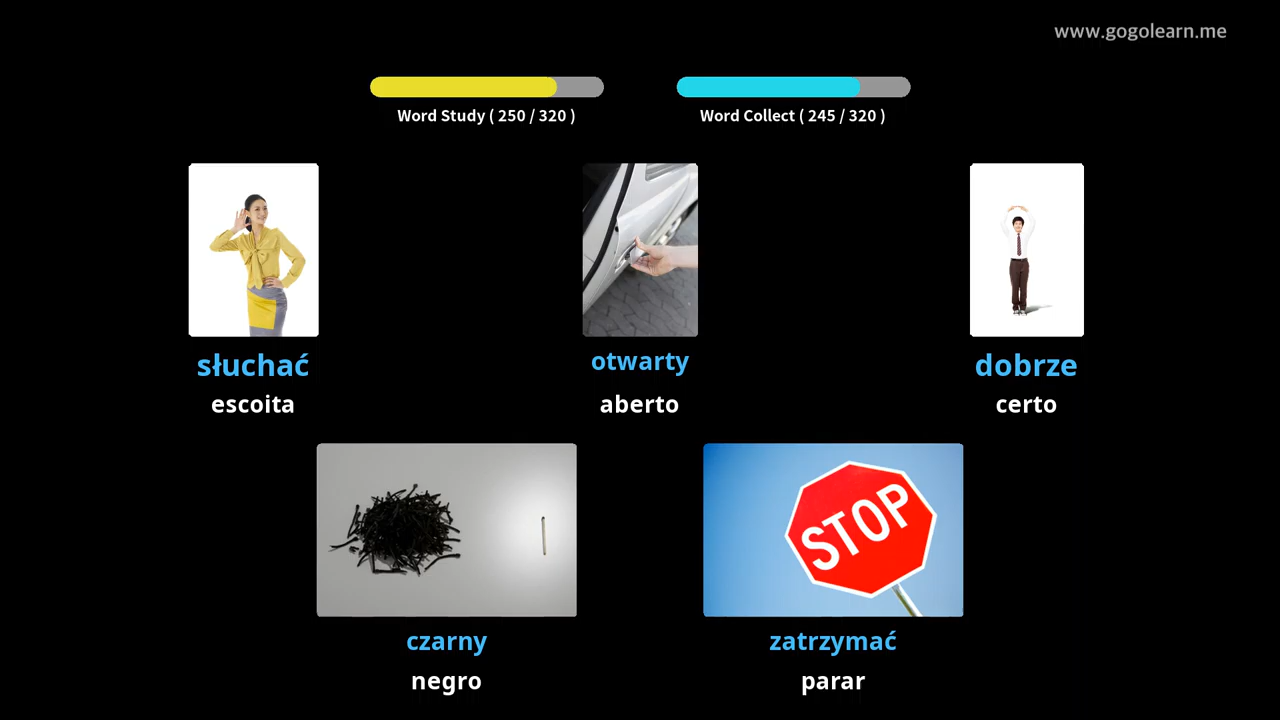 www.gogolearn.me
Word Study ( 250 / 320 )
Word Collect ( 245 / 320 )
słuchać
otwarty
dobrze
escoita
aberto
certo
STOP
czarny
zatrzymać
negro
parar